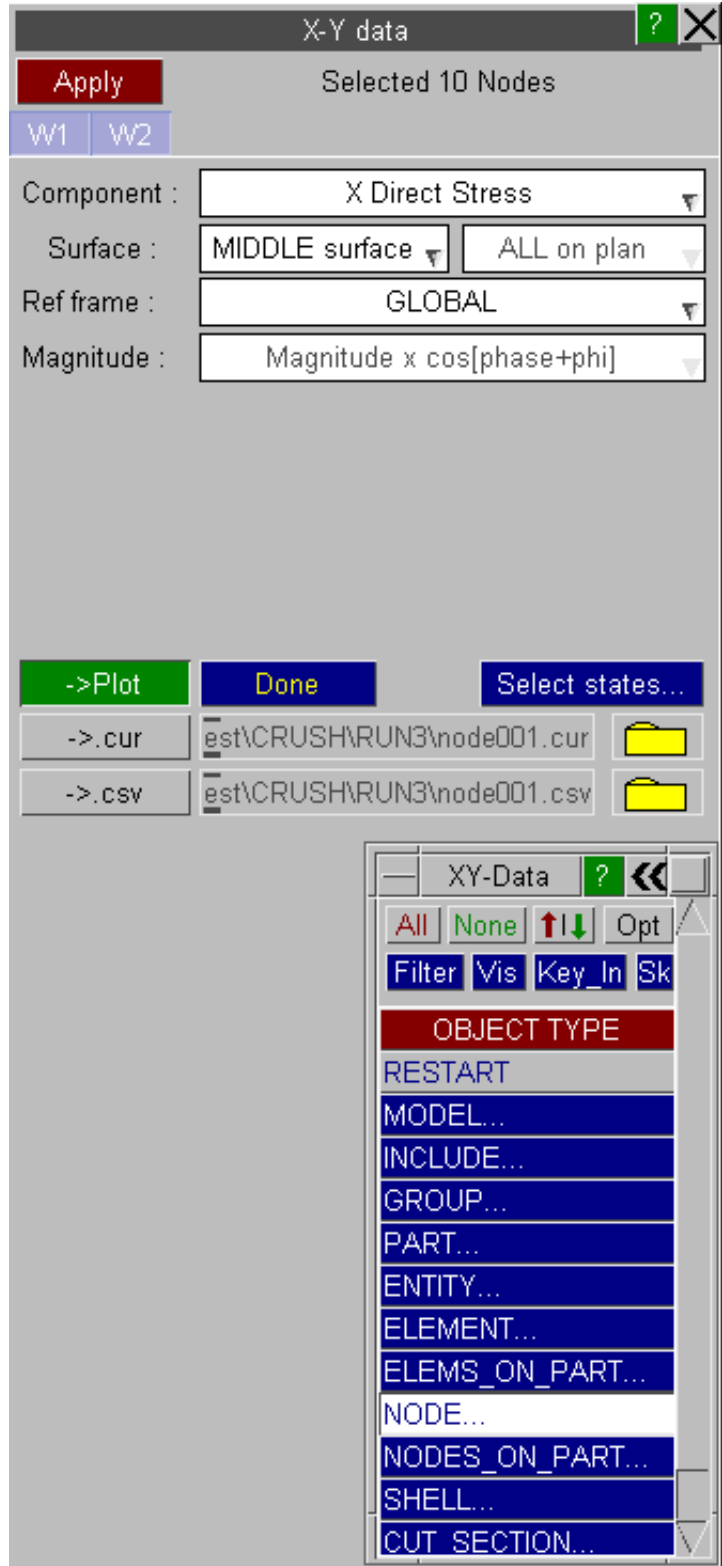 X-Y data ?
Apply Selected 10 Nodes
W1 W2
Component : X Direct Stress
Surface : MIDDLE surface ALL on plan
Ref frame : GLOBAL
Magnitude : Magnitude x cos[phase+phi]
->Plot Done Select states...
->.cur est\CRUSH\RUN3\node001.cur
->.csv est\CRUSH\RUN3\node001.csv
XY-Data ?
All None Opt
Filter Vis Key_In Sk
OBJECT TYPE
RESTART
MODEL...
INCLUDE...
GROUP...
PART...
ENTITY...
ELEMENT...
ELEMS_ON_PART...
NODE...
NODES_ON_PART...
SHELL...
CUT_SECTION...